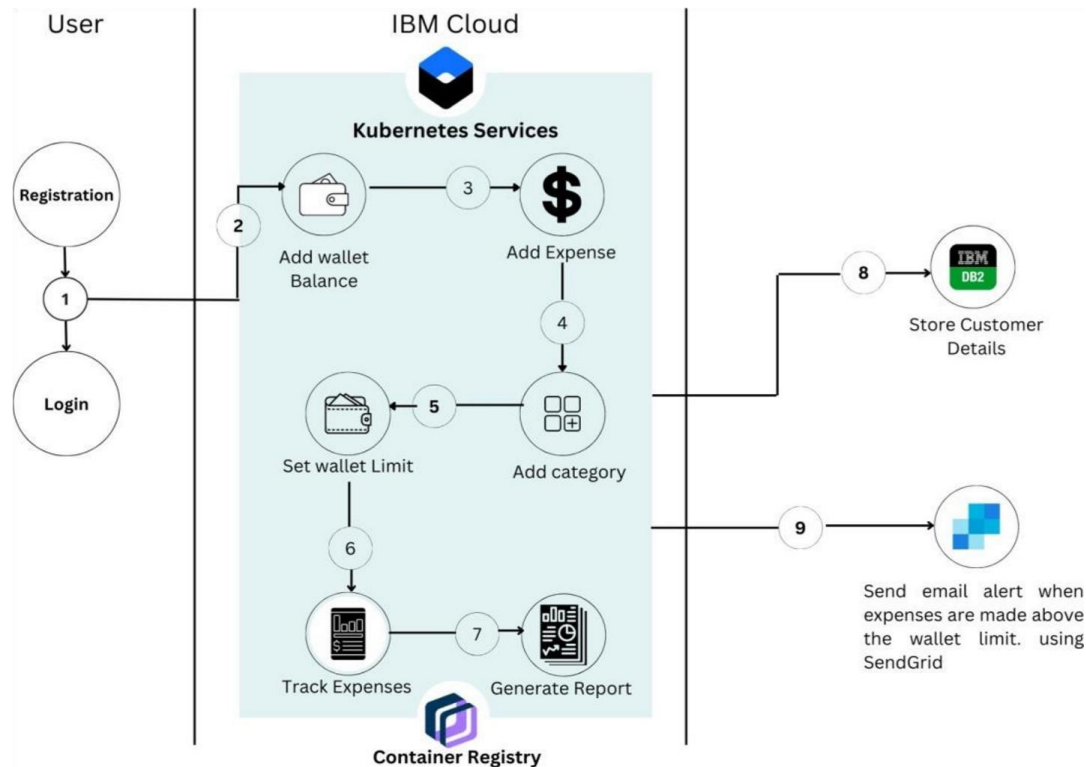 User
IBM Cloud
Kubernetes Services
Registration
1
Login
2
Add wallet
Balance
3
Add Expense
4
Add category
5
Set wallet Limit
6
Track Expenses
7
Generate Report
Container Registry
8
IBM
DB2
Store Customer
Details
9
Send email alert when
expenses are made above
the wallet limit. using
SendGrid